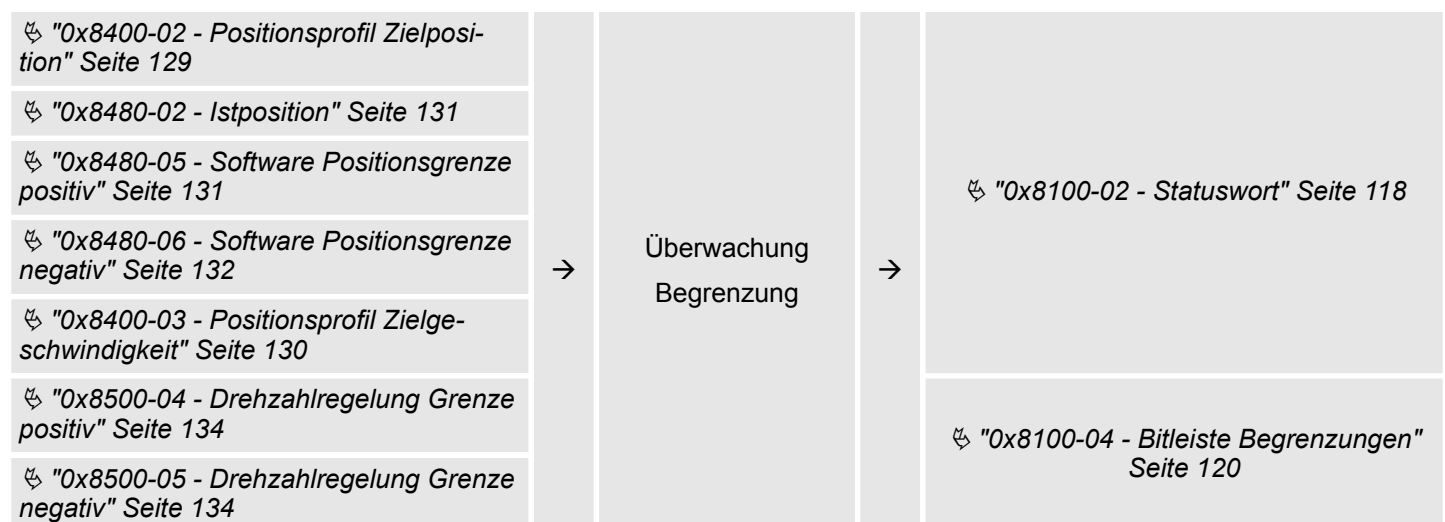 ↳ "0x8400-02 - Positionsprofil Zielposi-
tion" Seite 129
↳ "0x8480-02 - Istposition" Seite 131
↳ "0x8480-05 - Software Positionsgrenze
positiv" Seite 131
↳ "0x8480-06 - Software Positionsgrenze
negativ" Seite 132
↳ "0x8400-03 - Positionsprofil Zielge-
schwindigkeit" Seite 130
↳ "0x8500-04 - Drehzahlregelung Grenze
positiv" Seite 134
↳ "0x8500-05 - Drehzahlregelung Grenze
negativ" Seite 134
→
Überwachung
Begrenzung
→
↳ "0x8100-02 - Statuswort" Seite 118
↳ "0x8100-04 - Bitleiste Begrenzungen"
Seite 120